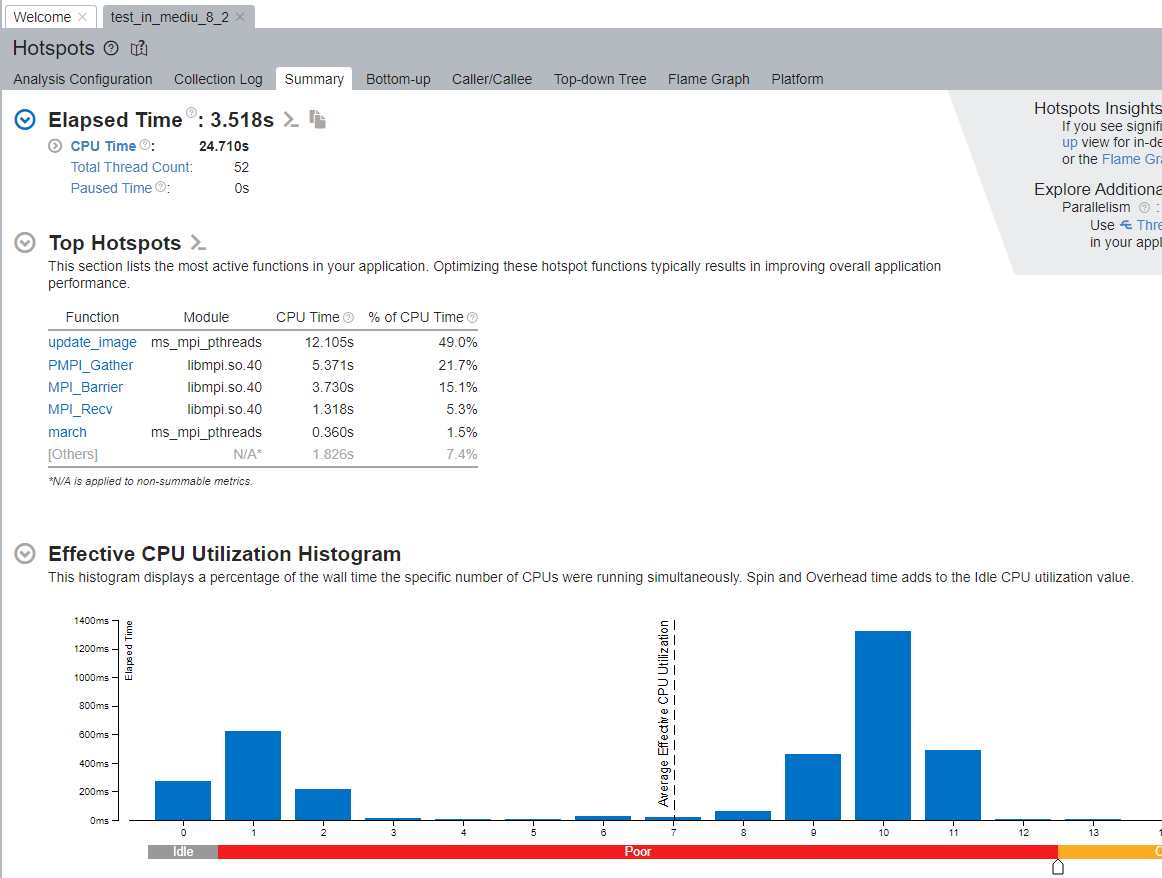 Welcome
test_in_mediu_8_2
Hotspots
Analysis Configuration Collection Log Summary Bottom-up Caller/Callee Top-down Tree Flame Graph Platform
Elapsed Time : 3.518s
CPU Time : 24.710s
Total Thread Count: 52
Paused Time : 0s
Hotspots Insights
If you see signifi
up view for in-de
or the Flame Gra
Explore Additiona
Parallelism :
Use Thre
in your appl
Top Hotspots
This section lists the most active functions in your application. Optimizing these hotspot functions typically results in improving overall application
performance.
Function Module CPU Time % of CPU Time
update_image ms_mpi_pthreads 12.105s 49.0%
PMPI_Gather libmpi.so.40 5.371s 21.7%
MPI_Barrier libmpi.so.40 3.730s 15.1%
MPI_Recv libmpi.so.40 1.318s 5.3%
march ms_mpi_pthreads 0.360s 1.5%
[Others] N/A* 1.826s 7.4%
*N/A is applied to non-summable metrics.
Effective CPU Utilization Histogram
This histogram displays a percentage of the wall time the specific number of CPUs were running simultaneously. Spin and Overhead time adds to the Idle CPU utilization value.
1400ms
1200ms
1000ms
800ms
600ms
400ms
200ms
0ms
Elapsed Time
Average Effective CPU Utilization
0 1 2 3 4 5 6 7 8 9 10 11 12 13 1
Idle Poor